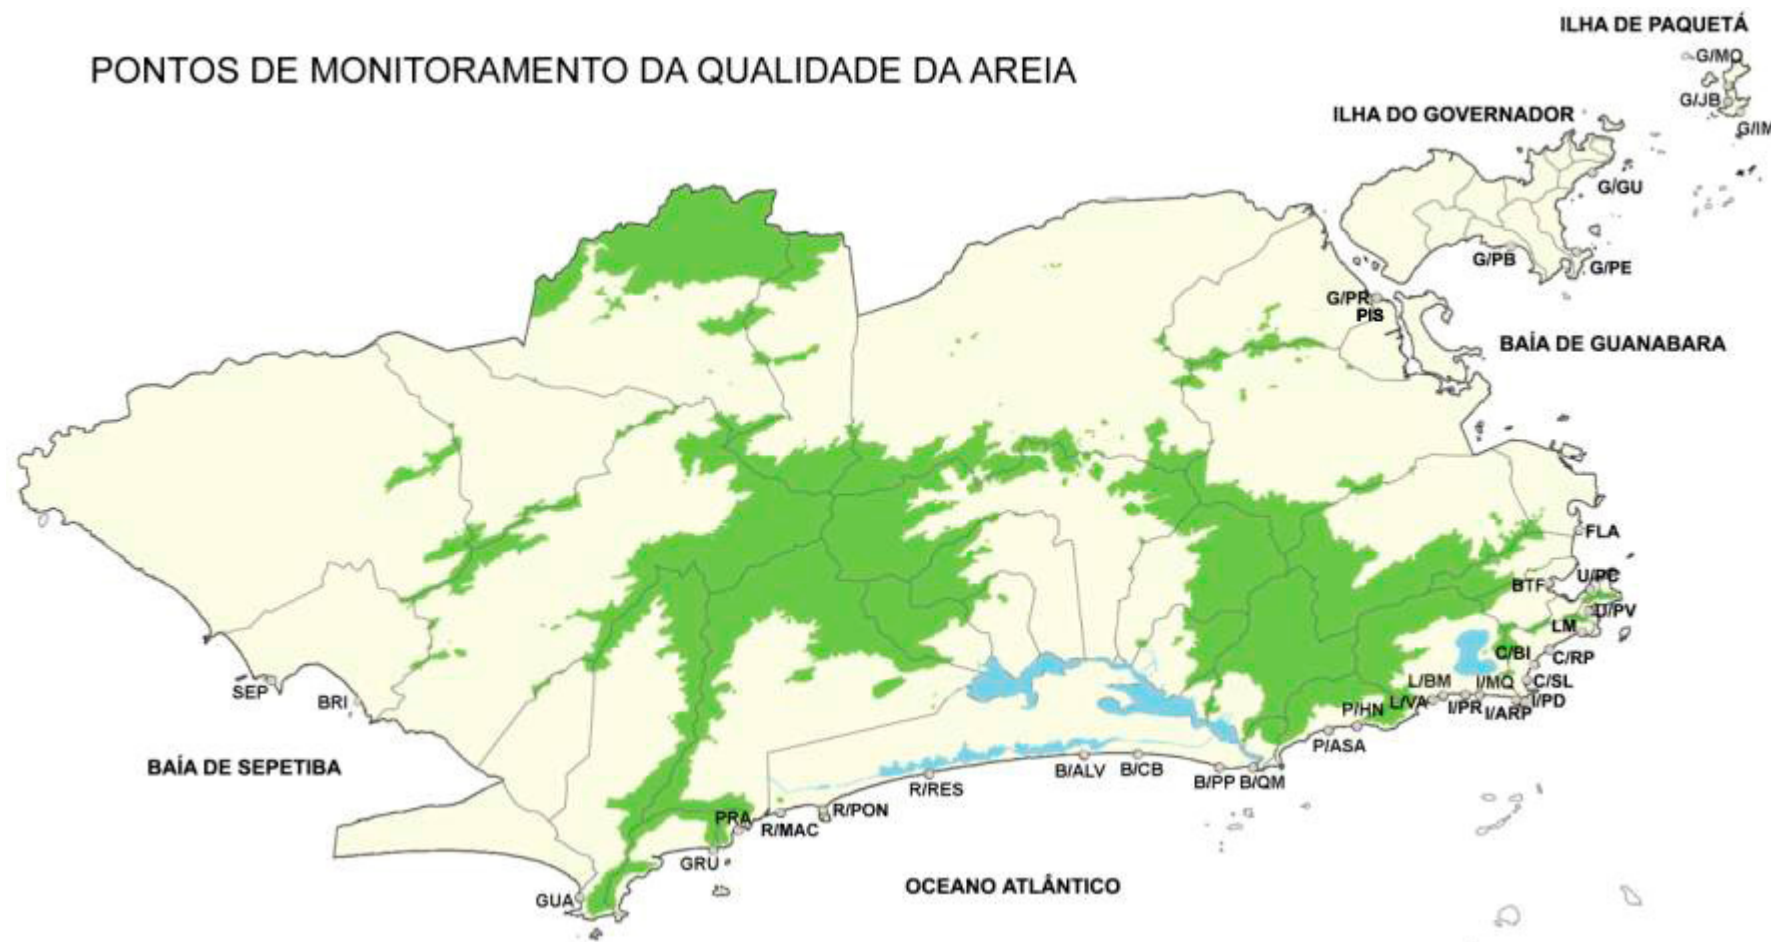 ILHA DE PAQUETÁ
G/MO
PONTOS DE MONITORAMENTO DA QUALIDADE DA AREIA
G/JB
ILHA DO GOVERNADOR
G/IM
G/GU
G/PB
G/PE
G/PR
PIS
BAÍA DE GUANABARA
FLA
BTF
U/PC
U/PV
LM
C/BI
C/RP
SEP
BRI
L/BM
I/MQ
C/SL
L/VA
I/PR
I/ARP
I/PD
P/HN
P/ASA
BAÍA DE SEPETIBA
B/ALV
B/CB
B/PP
B/QM
R/RES
R/PON
PRA
R/MAC
GRU
OCEANO ATLÂNTICO
GUA